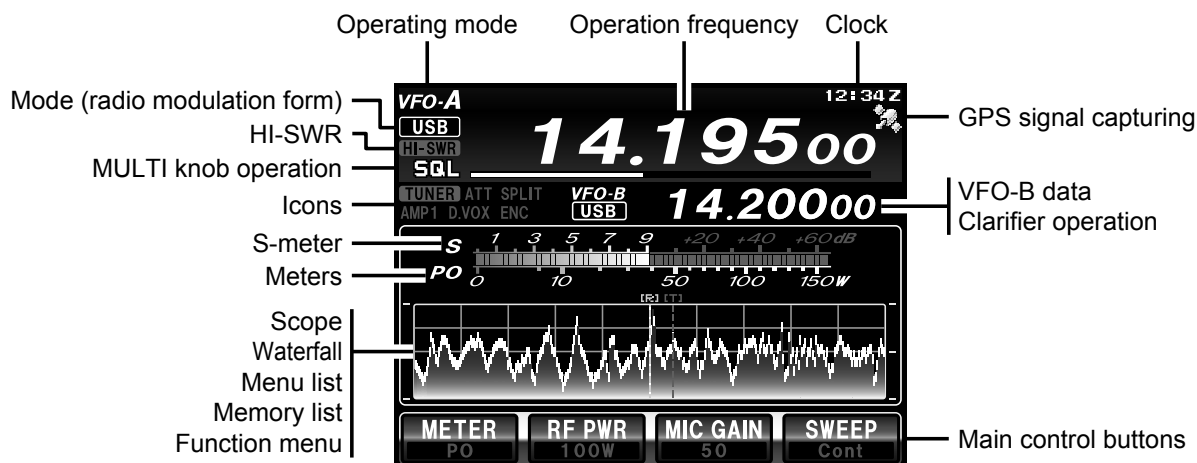 Operating mode
Operation frequency
Clock
Mode (radio modulation form)
HI-SWR
MULTI knob operation
Icons
S-meter
Meters
Scope
Waterfall
Menu list
Memory list
Function menu
VFO-A
12:34Z
USB
HI-SWR
14.19500
SQL
TUNER ATT SPLIT
AMP1 D.VOX ENC
VFO-B
USB
14.20000
S 1 3 5 7 9 +20 +40 +60dB
PO 0 10 50 100 150W
[R] [T]
METER
PO
RF PWR
100W
MIC GAIN
50
SWEEP
Cont
GPS signal capturing
VFO-B data
Clarifier operation
Main control buttons